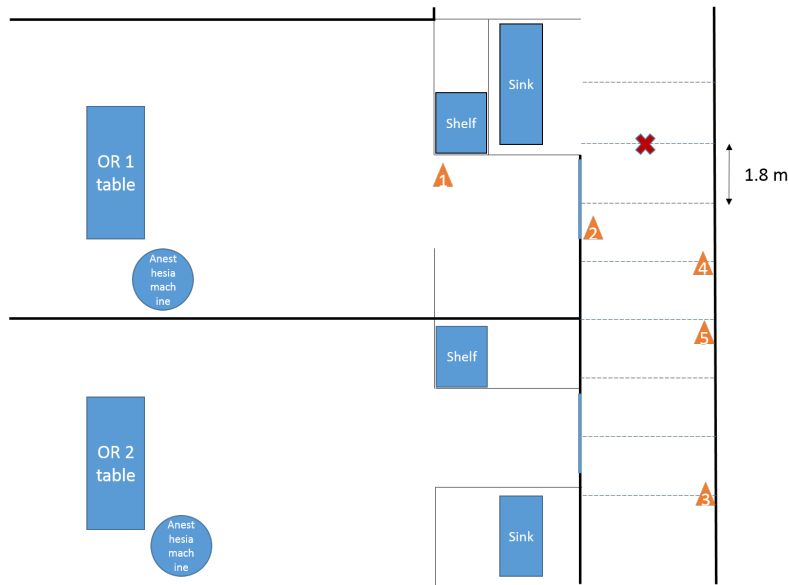 Sink
Shelf
OR 1
table
1
1.8 m
2
Anest
hesia
mach
ine
4
5
Shelf
OR 2
table
3
Anest
hesia
mach
ine
Sink